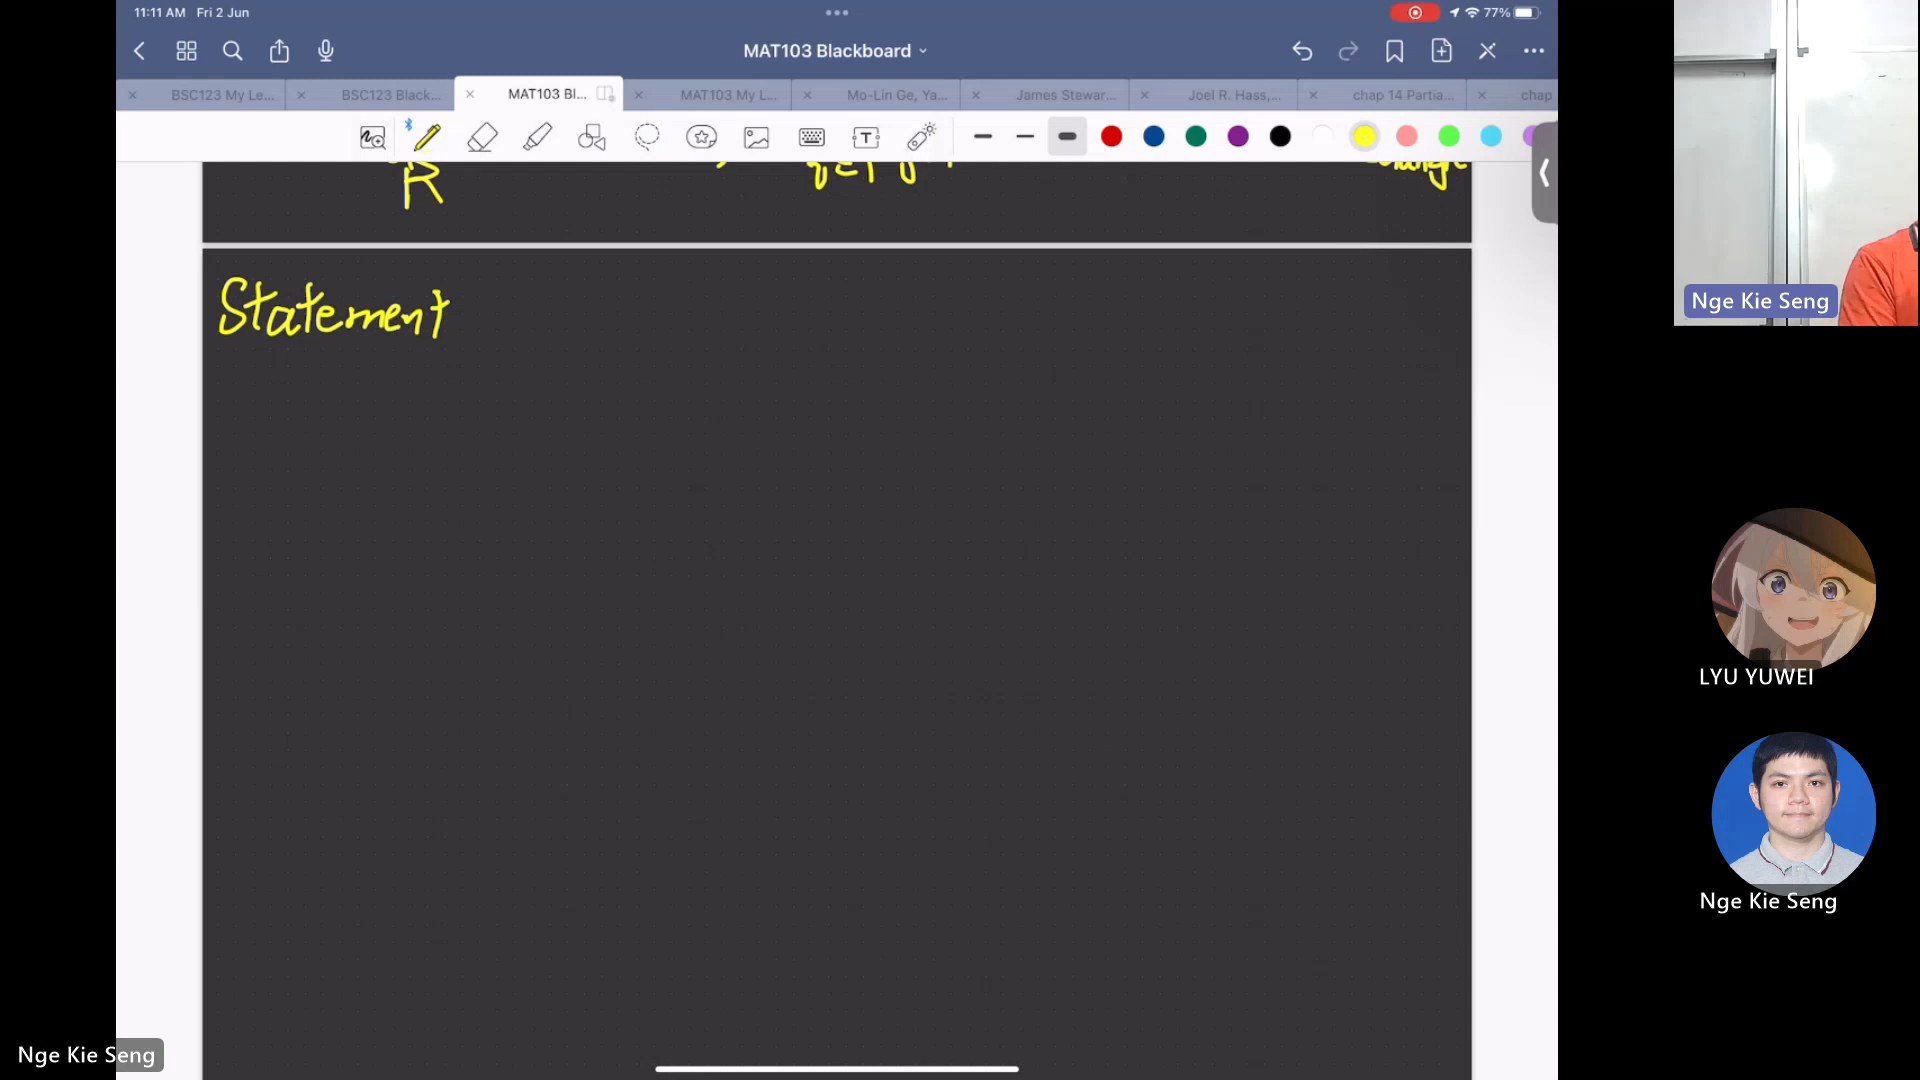 11:11 AM Fri 2 Jun
77%
MAT103 Blackboard
BSC123 My Le...
BSC123 Black...
MAT103 Bl...
MAT103 My L...
Mo-Lin Ge, Ya...
James Stewar...
Joel R. Hass,...
chap 14 Partia...
chap
T
R
Statement
Nge Kie Seng
LYU YUWEI
Nge Kie Seng
Nge Kie Seng